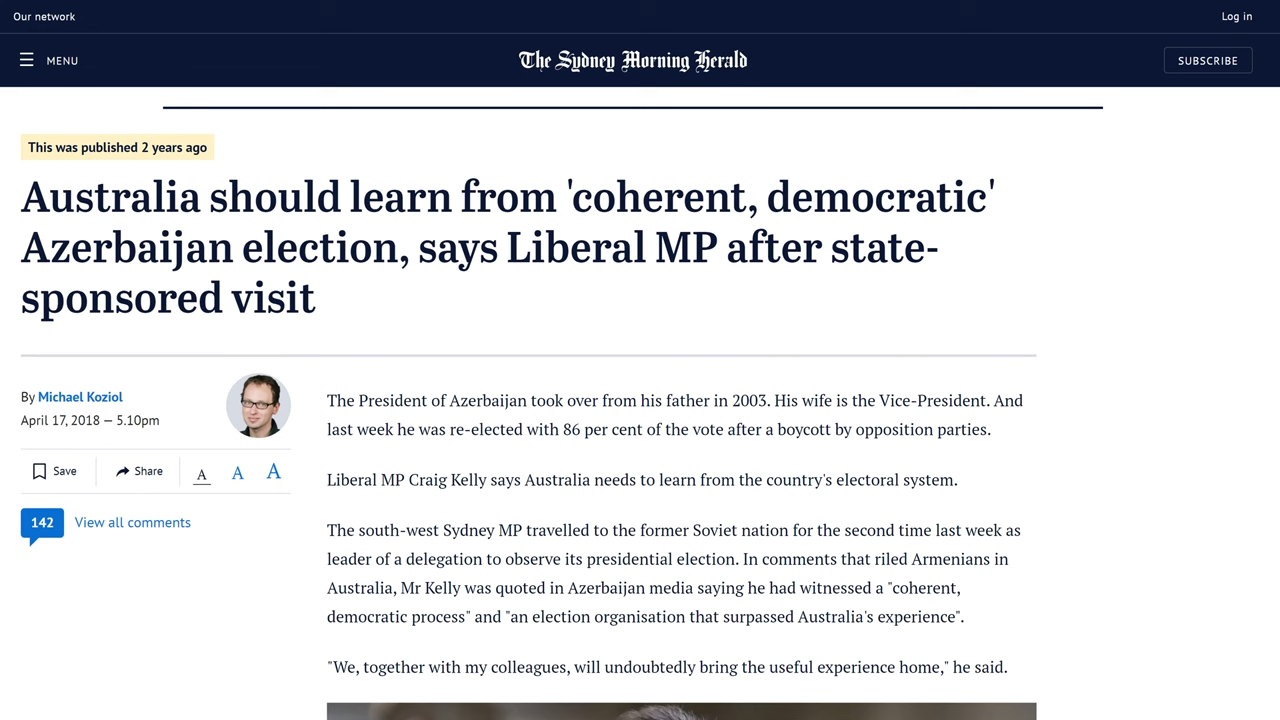 Our network
Log in
MENU
The Sydney Morning Herald
SUBSCRIBE
This was published 2 years ago
Australia should learn from 'coherent, democratic'
Azerbaijan election, says Liberal MP after state-
sponsored visit
By Michael Koziol
April 17, 2018 — 5.10pm
Save
Share
A
A
A
142
View all comments
The President of Azerbaijan took over from his father in 2003. His wife is the Vice-President. And
last week he was re-elected with 86 per cent of the vote after a boycott by opposition parties.
Liberal MP Craig Kelly says Australia needs to learn from the country's electoral system.
The south-west Sydney MP travelled to the former Soviet nation for the second time last week as
leader of a delegation to observe its presidential election. In comments that riled Armenians in
Australia, Mr Kelly was quoted in Azerbaijan media saying he had witnessed a "coherent,
democratic process" and "an election organisation that surpassed Australia's experience".
"We, together with my colleagues, will undoubtedly bring the useful experience home," he said.